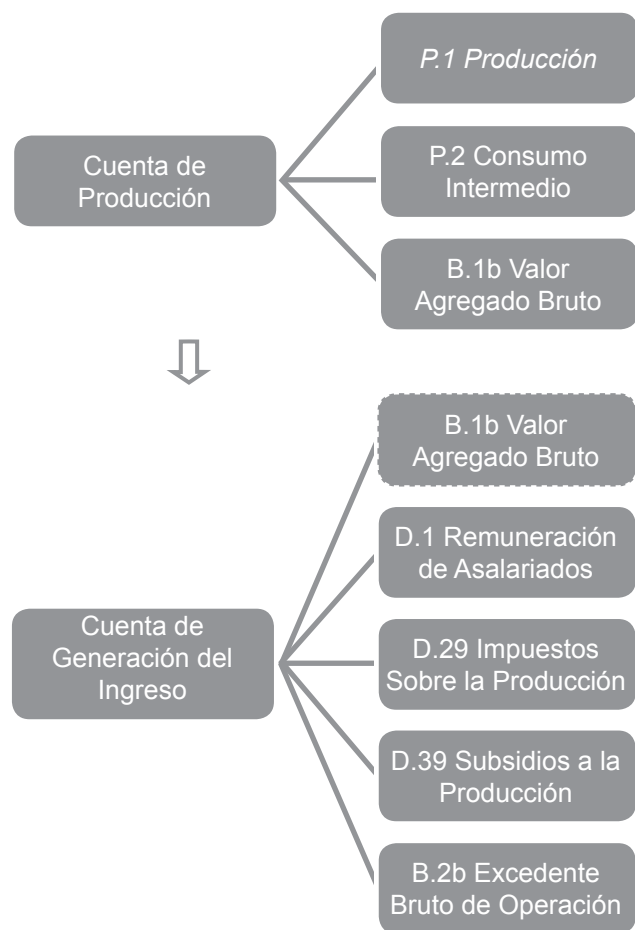 P.1 Producción
Cuenta de
Producción
P.2 Consumo
Intermedio
B.1b Valor
Agregado Bruto
B.1b Valor
Agregado Bruto
D.1 Remuneración
de Asalariados
Cuenta de
Generación del
Ingreso
D.29 Impuestos
Sobre la Producción
D.39 Subsidios a la
Producción
B.2b Excedente
Bruto de Operación